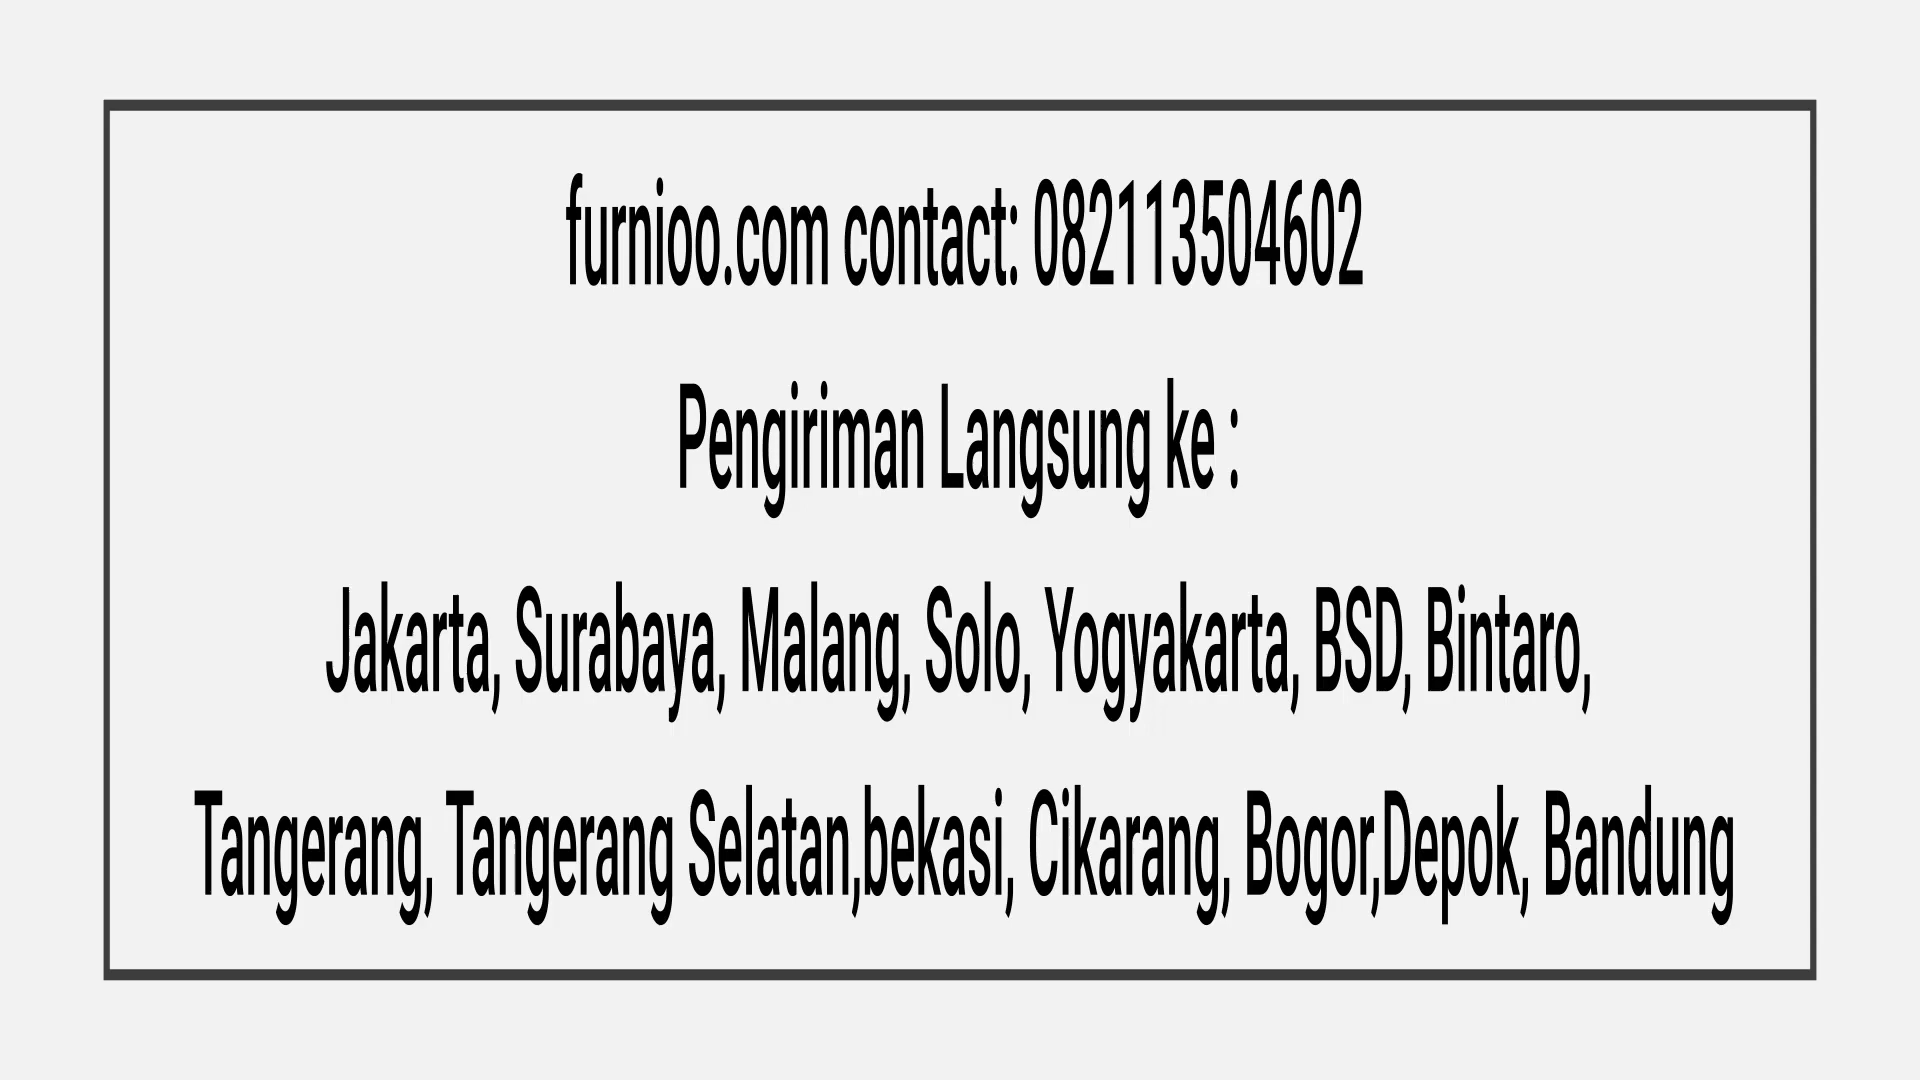 furnioo.com contact: 082113504602
Pengiriman Langsung ke :
Jakarta, Surabaya, Malang, Solo, Yogyakarta, BSD, Bintaro,
Tangerang, Tangerang Selatan,bekasi, Cikarang, Bogor,Depok, Bandung